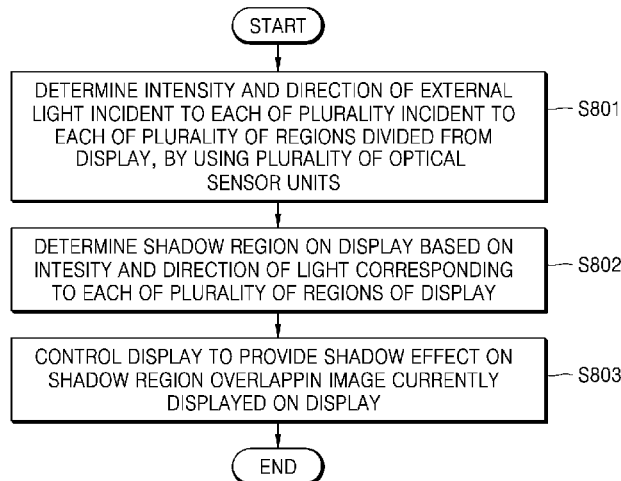 START
DETERMINE INTENSITY AND DIRECTION OF EXTERNAL
LIGHT INCIDENT TO EACH OF PLURALITY INCIDENT TO
EACH OF PLURALITY OF REGIONS DIVIDED FROM
DISPLAY, BY USING PLURALITY OF OPTICAL
SENSOR UNITS
S801
DETERMINE SHADOW REGION ON DISPLAY BASED ON
INTESITY AND DIRECTION OF LIGHT CORRESPONDING
TO EACH OF PLURALITY OF REGIONS OF DISPLAY
S802
CONTROL DISPLAY TO PROVIDE SHADOW EFFECT ON
SHADOW REGION OVERLAPPIN IMAGE CURRENTLY
DISPLAYED ON DISPLAY
S803
END